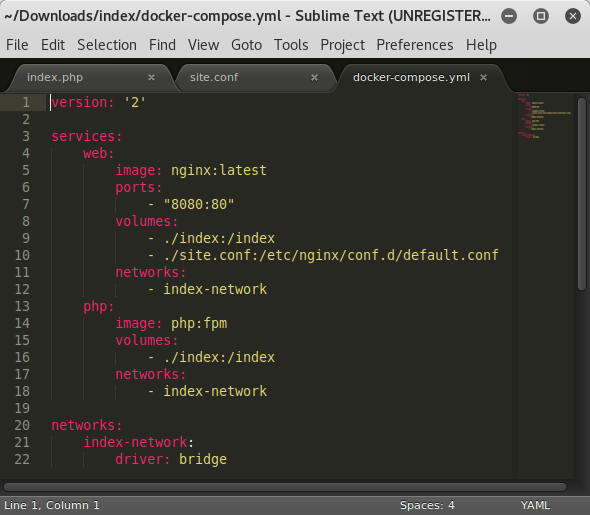 ~/Downloads/index/docker-compose.yml - Sublime Text (UNREGISTER...
File Edit Selection Find View Goto Tools Project Preferences Help
index.php × site.conf × docker-compose.yml ×
1 version: '2'
2
3 services:
4     web:
5         image: nginx:latest
6         ports:
7             - "8080:80"
8         volumes:
9             - ./index:/index
10             - ./site.conf:/etc/nginx/conf.d/default.conf
11         networks:
12             - index-network
13     php:
14         image: php:fpm
15         volumes:
16             - ./index:/index
17         networks:
18             - index-network
19
20 networks:
21     index-network:
22         driver: bridge
Line 1, Column 1 Spaces: 4 YAML